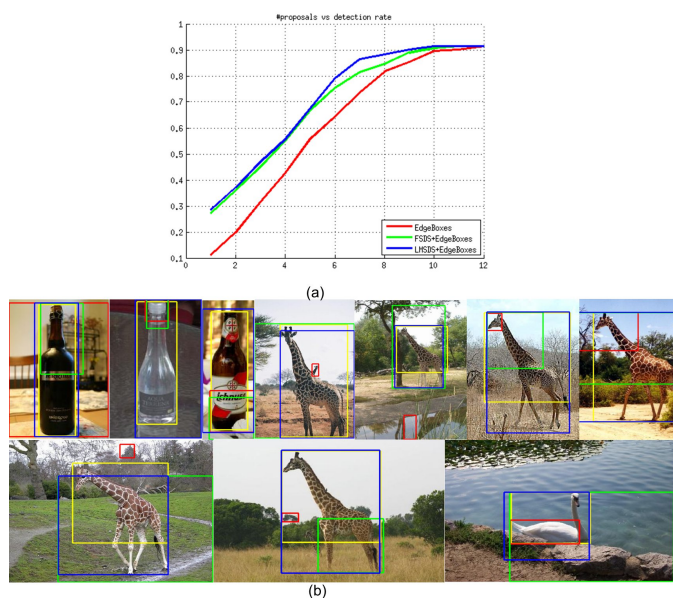 #proposals vs detection rate
1
0.9
0.8
0.7
0.6
0.5
0.4
0.3
0.2
0.1
0 2 4 6 8 10 12
EdgeBoxes
FSDS+EdgeBoxes
LMSDS+EdgeBoxes
(a)
(b)